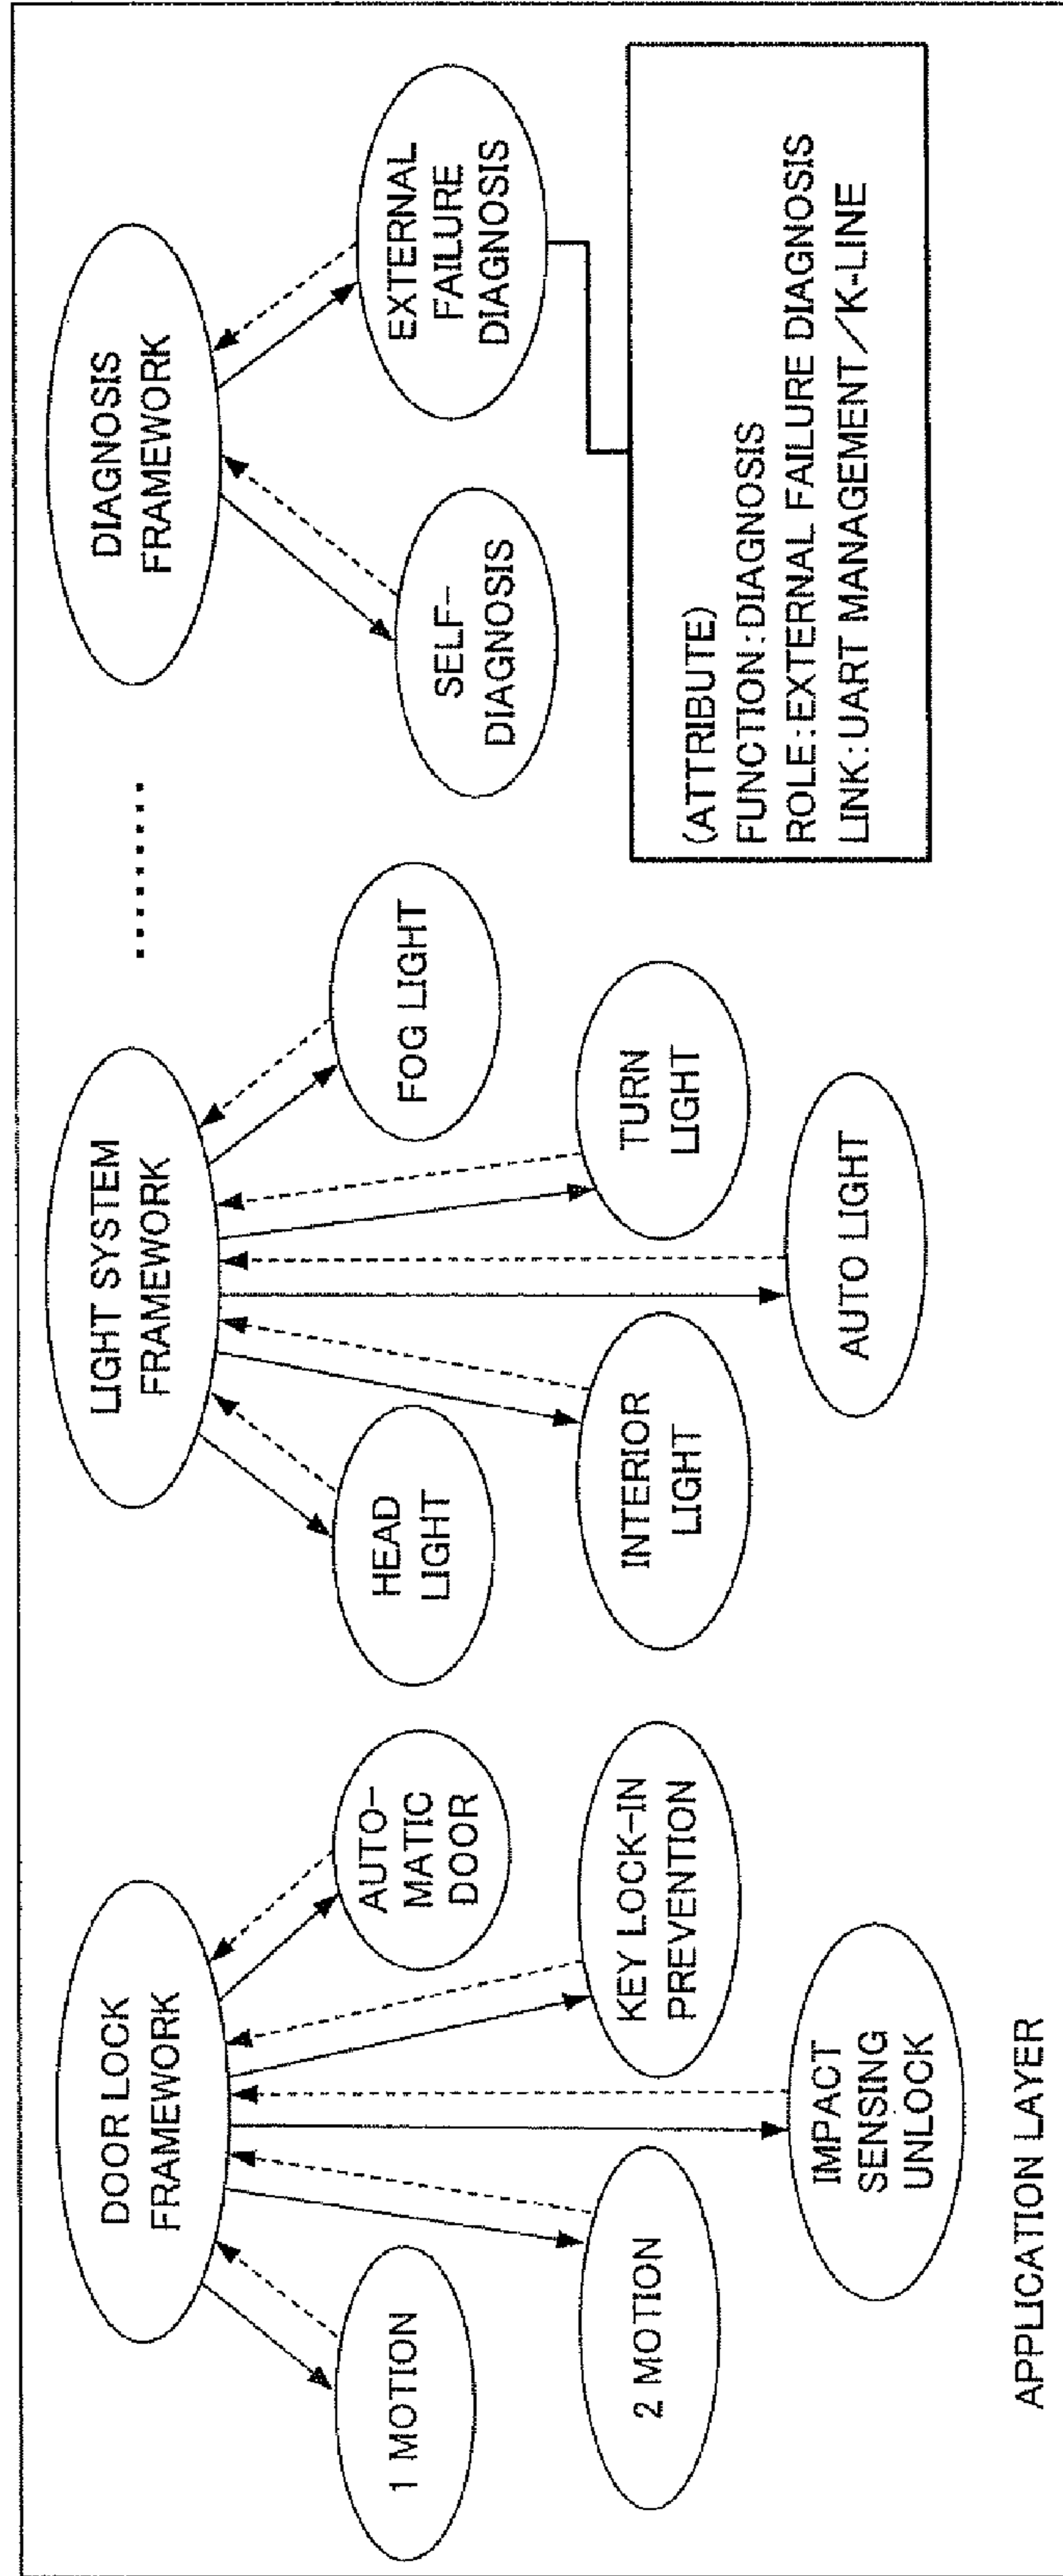 DOOR LOCK
FRAMEWORK
1 MOTION
2 MOTION
IMPACT
SENSING
UNLOCK
KEY LOCK-IN
PREVENTION
AUTO-
MATIC
DOOR
LIGHT SYSTEM
FRAMEWORK
HEAD
LIGHT
INTERIOR
LIGHT
AUTO LIGHT
TURN
LIGHT
FOG LIGHT
DIAGNOSIS
FRAMEWORK
SELF-
DIAGNOSIS
EXTERNAL
FAILURE
DIAGNOSIS
(ATTRIBUTE)
FUNCTION:DIAGNOSIS
ROLE:EXTERNAL FAILURE DIAGNOSIS
LINK:UART MANAGEMENT/K-LINE
APPLICATION LAYER